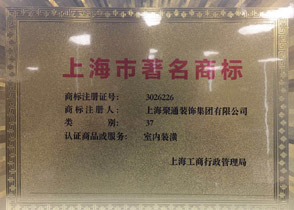 上海市著名商标
商标注册证号: 3026226
商标注册人: 上海聚通装饰集团有限公司
类 别: 37
认证商品或服务: 室内装潢
上海工商行政管理局